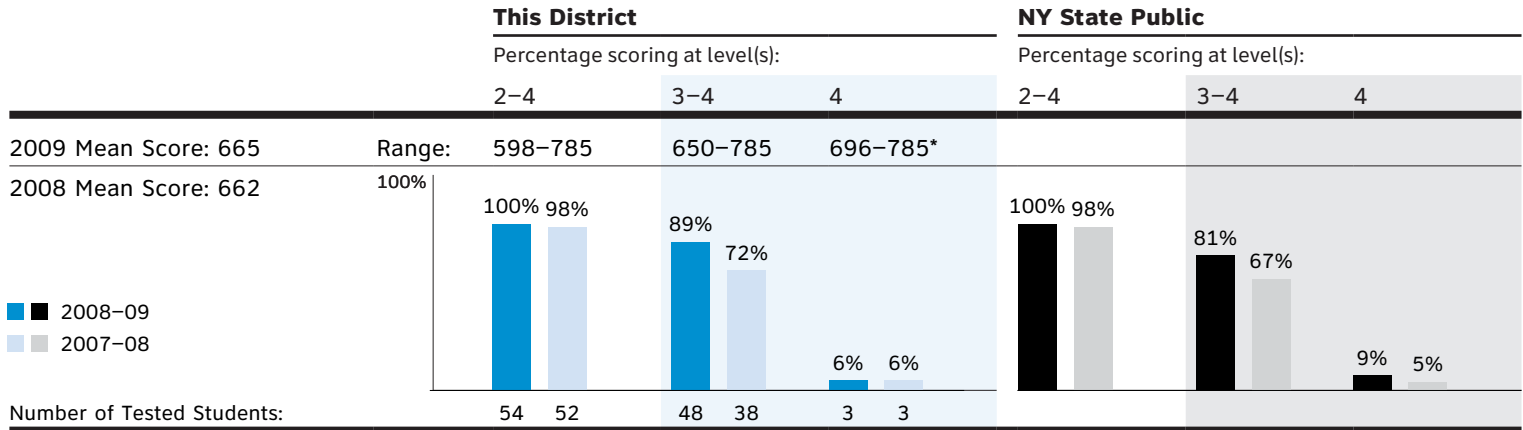 This District NY State Public
Percentage scoring at level(s): Percentage scoring at level(s):
2–4 3–4 4 2–4 3–4 4
2009 Mean Score: 665 Range: 598–785 650–785 696–785*
2008 Mean Score: 662 100%
100% 98% 89% 72% 6% 6% 100% 98% 81% 67% 9% 5%
2008–09
2007–08
Number of Tested Students: 54 52 48 38 3 3